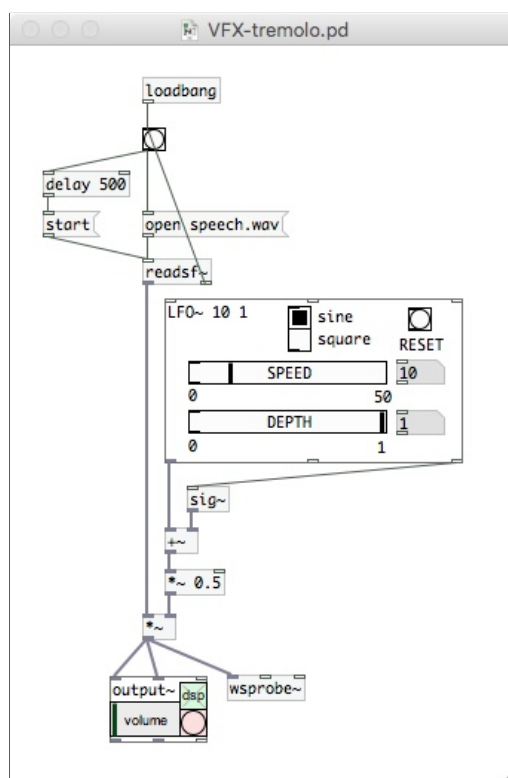 VFX-tremolo.pd
loadbang
delay 500
start
open speech.wav
readsf~
LFO~ 10 1
sine
square
RESET
SPEED
10
0
50
DEPTH
1
0
1
sig~
+~
*~ 0.5
*~
output~
dsp
volume
wsprobe~